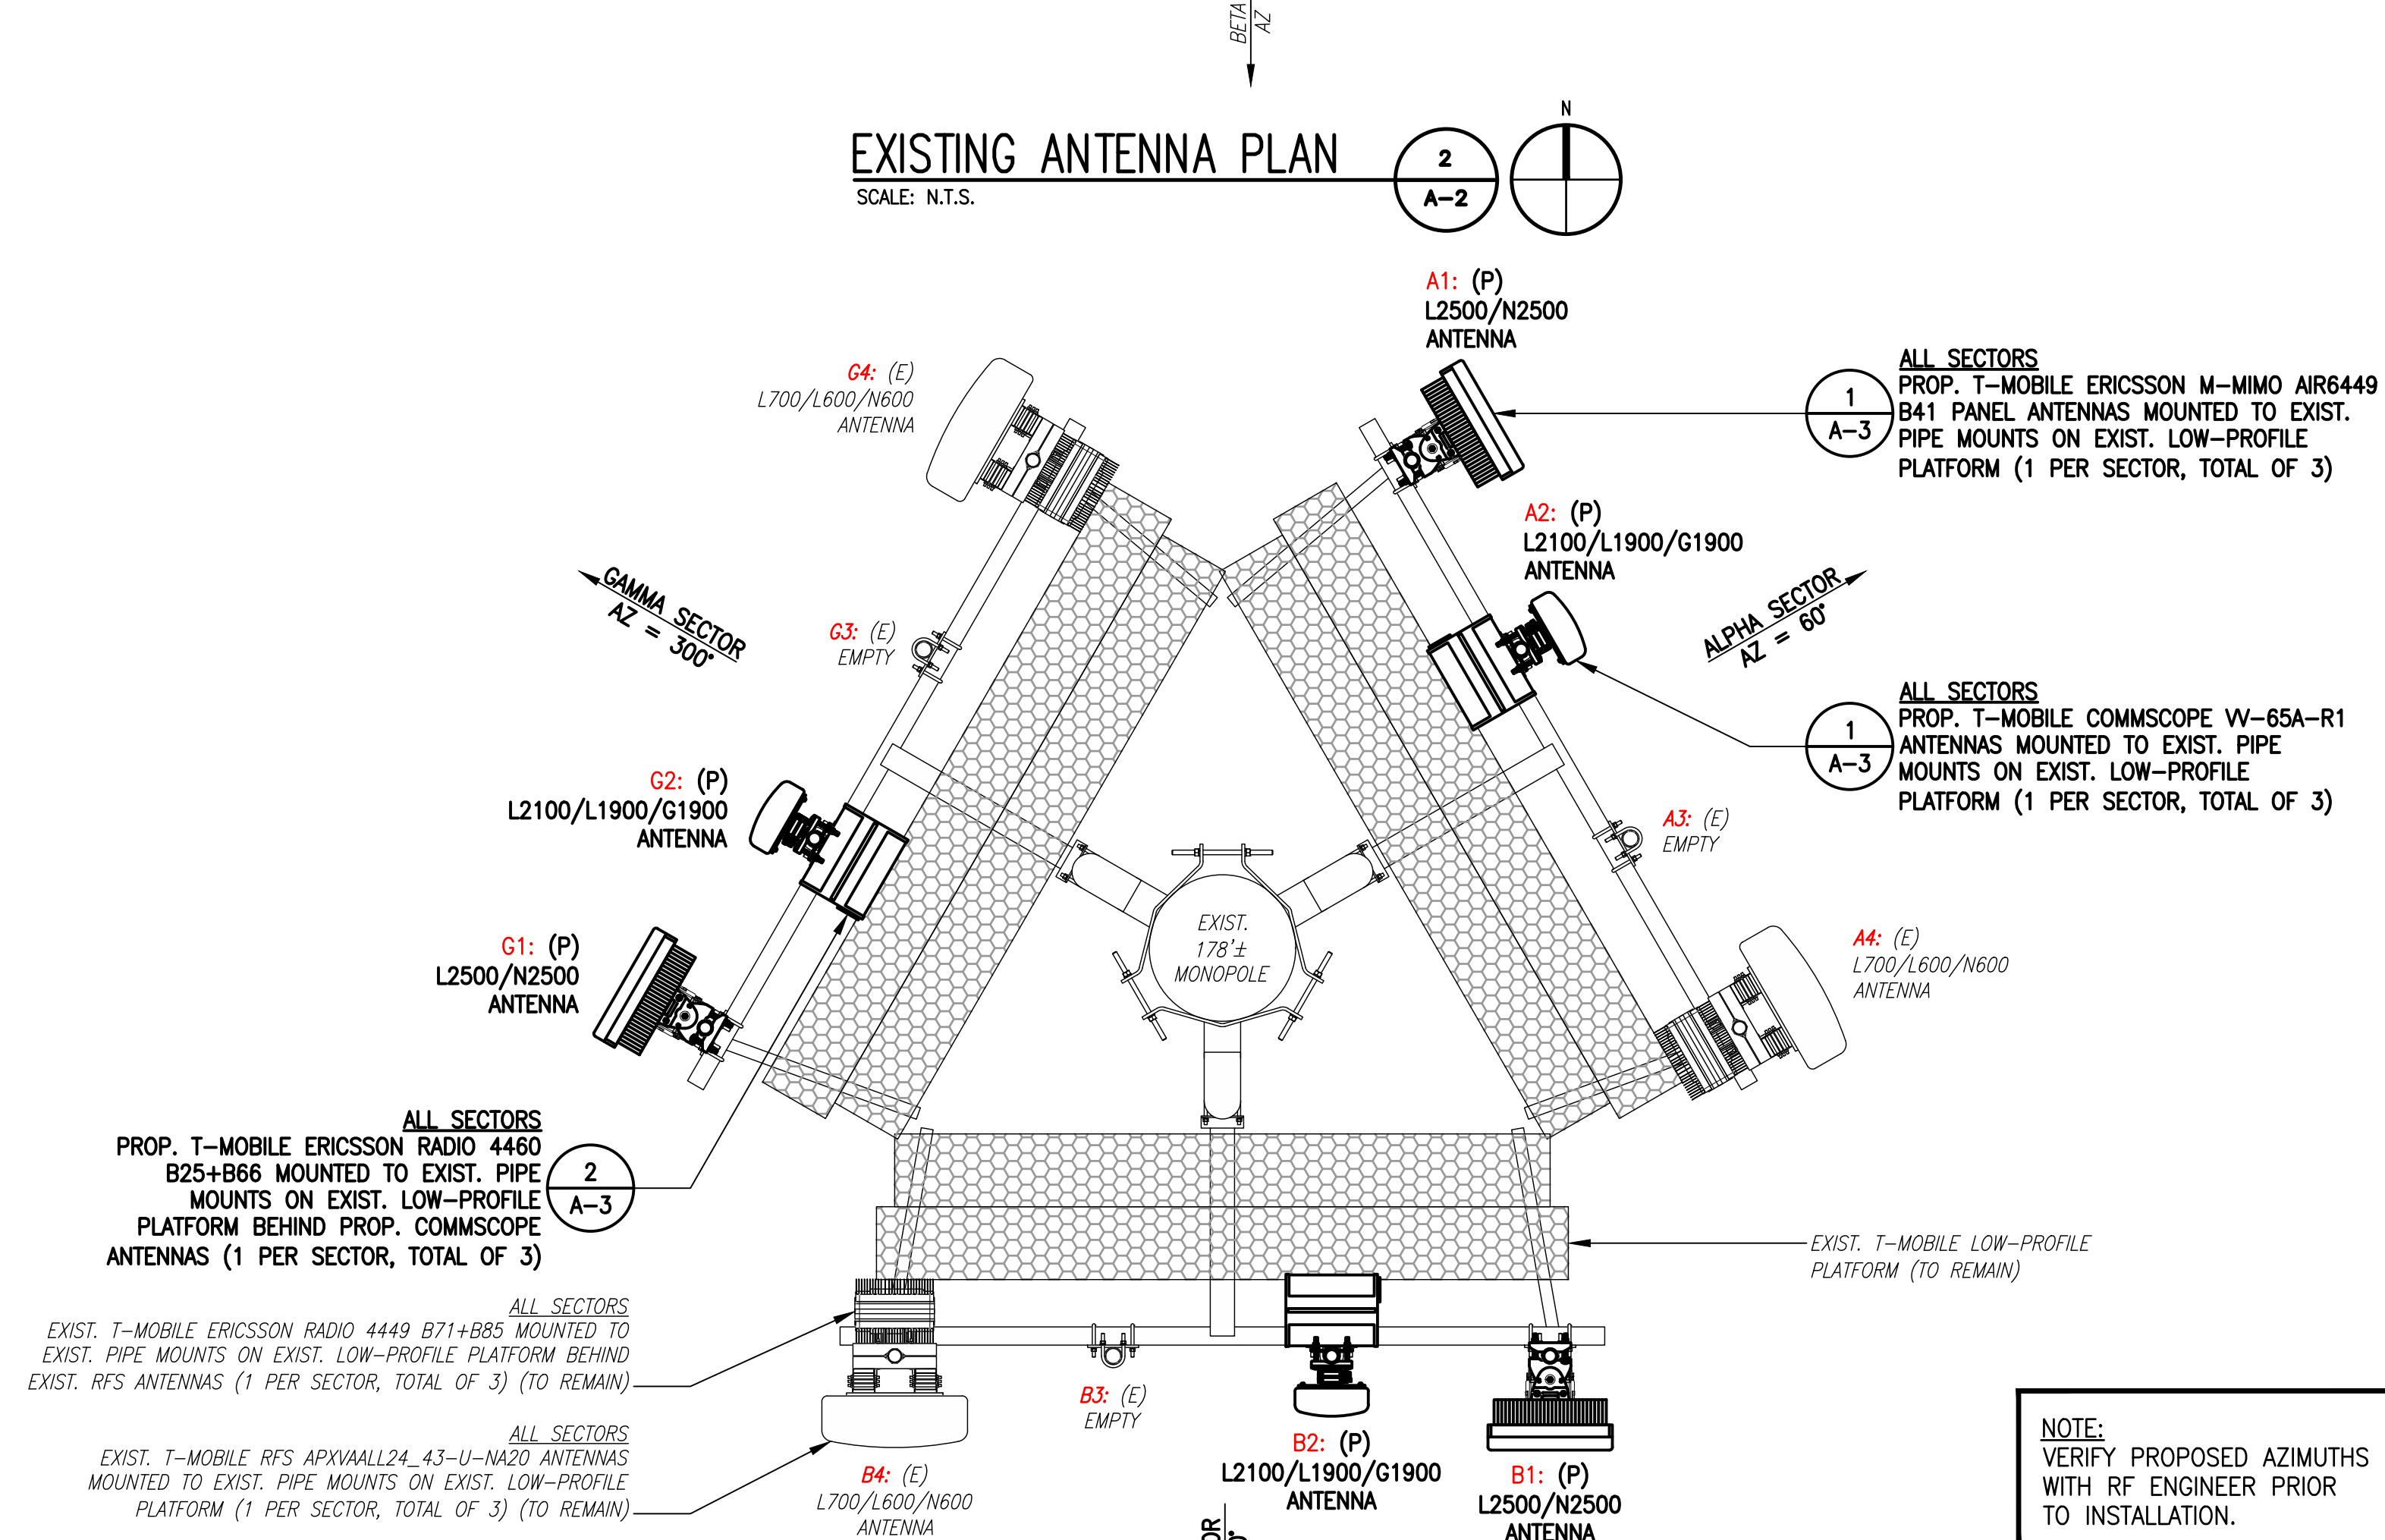 BETA
AZ
EXISTING ANTENNA PLAN
SCALE: N.T.S.
2
A-2
N
A1: (P)
L2500/N2500
ANTENNA
G4: (E)
L700/L600/N600
ANTENNA
1
A-3
ALL SECTORS
PROP. T-MOBILE ERICSSON M-MIMO AIR6449
B41 PANEL ANTENNAS MOUNTED TO EXIST.
PIPE MOUNTS ON EXIST. LOW-PROFILE
PLATFORM (1 PER SECTOR, TOTAL OF 3)
A2: (P)
L2100/L1900/G1900
ANTENNA
GAMMA SECTOR
AZ = 300°
G3: (E)
EMPTY
ALPHA SECTOR
AZ = 60°
1
A-3
ALL SECTORS
PROP. T-MOBILE COMMSCOPE VV-65A-R1
ANTENNAS MOUNTED TO EXIST. PIPE
MOUNTS ON EXIST. LOW-PROFILE
PLATFORM (1 PER SECTOR, TOTAL OF 3)
G2: (P)
L2100/L1900/G1900
ANTENNA
A3: (E)
EMPTY
EXIST.
178'±
MONOPOLE
G1: (P)
L2500/N2500
ANTENNA
A4: (E)
L700/L600/N600
ANTENNA
ALL SECTORS
PROP. T-MOBILE ERICSSON RADIO 4460
B25+B66 MOUNTED TO EXIST. PIPE
MOUNTS ON EXIST. LOW-PROFILE
PLATFORM BEHIND PROP. COMMSCOPE
ANTENNAS (1 PER SECTOR, TOTAL OF 3)
2
A-3
EXIST. T-MOBILE LOW-PROFILE
PLATFORM (TO REMAIN)
ALL SECTORS
EXIST. T-MOBILE ERICSSON RADIO 4449 B71+B85 MOUNTED TO
EXIST. PIPE MOUNTS ON EXIST. LOW-PROFILE PLATFORM BEHIND
EXIST. RFS ANTENNAS (1 PER SECTOR, TOTAL OF 3) (TO REMAIN)
B3: (E)
EMPTY
ALL SECTORS
EXIST. T-MOBILE RFS APXVAALL24_43-U-NA20 ANTENNAS
MOUNTED TO EXIST. PIPE MOUNTS ON EXIST. LOW-PROFILE
PLATFORM (1 PER SECTOR, TOTAL OF 3) (TO REMAIN)
B4: (E)
L700/L600/N600
ANTENNA
B2: (P)
L2100/L1900/G1900
ANTENNA
B1: (P)
L2500/N2500
ANTENNA
NOTE:
VERIFY PROPOSED AZIMUTHS
WITH RF ENGINEER PRIOR
TO INSTALLATION.